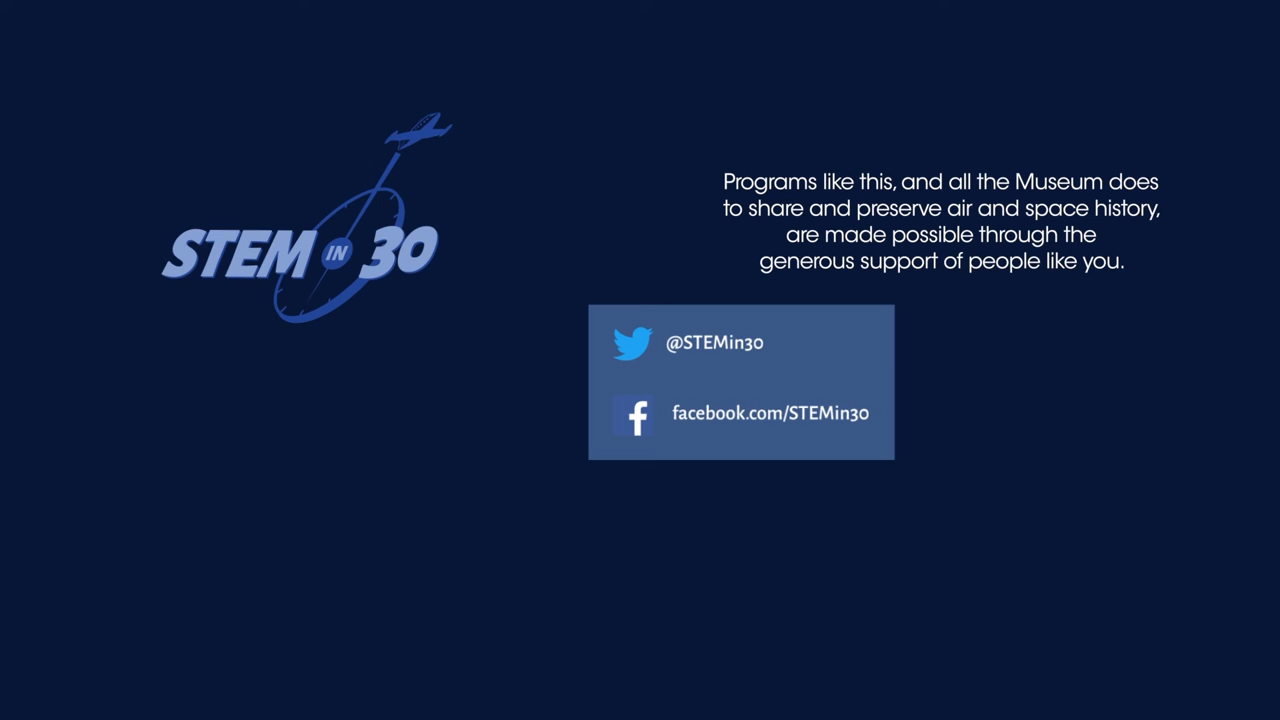 STEM IN 30
Programs like this, and all the Museum does
to share and preserve air and space history,
are made possible through the
generous support of people like you.
@STEMin30
facebook.com/STEMin30